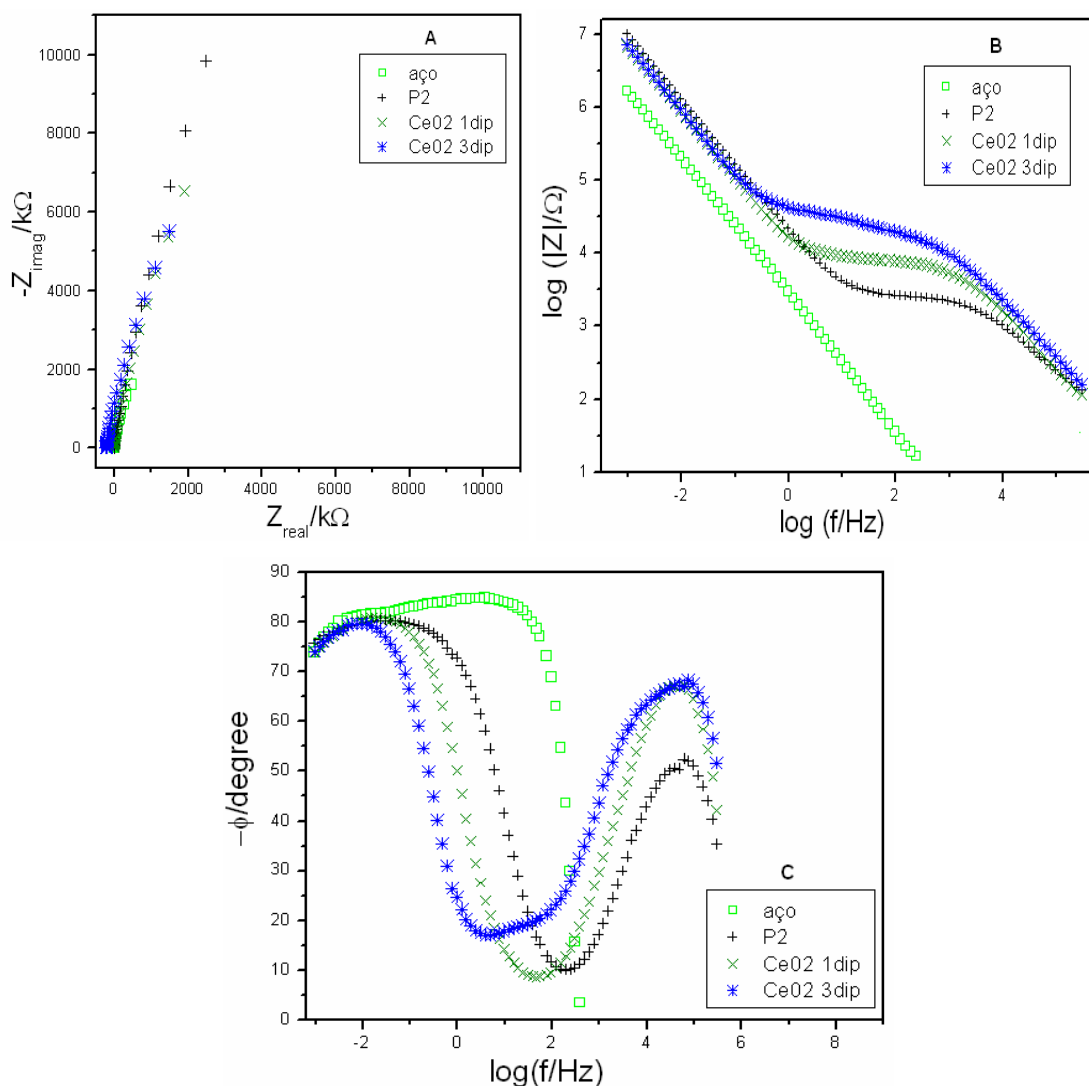 A
aço
P2
Ce02 1dip
Ce02 3dip
10000
8000
6000
4000
2000
0
-Zimag/kΩ
0 2000 4000 6000 8000 10000
Zreal/kΩ
B
aço
P2
Ce02 1dip
Ce02 3dip
7
6
5
4
3
2
1
log (|Z|/Ω)
-2 0 2 4
log (f/Hz)
90
80
70
60
50
40
30
20
10
0
-ϕ/degree
C
aço
P2
Ce02 1dip
Ce02 3dip
-2 0 2 4 6 8
log(f/Hz)